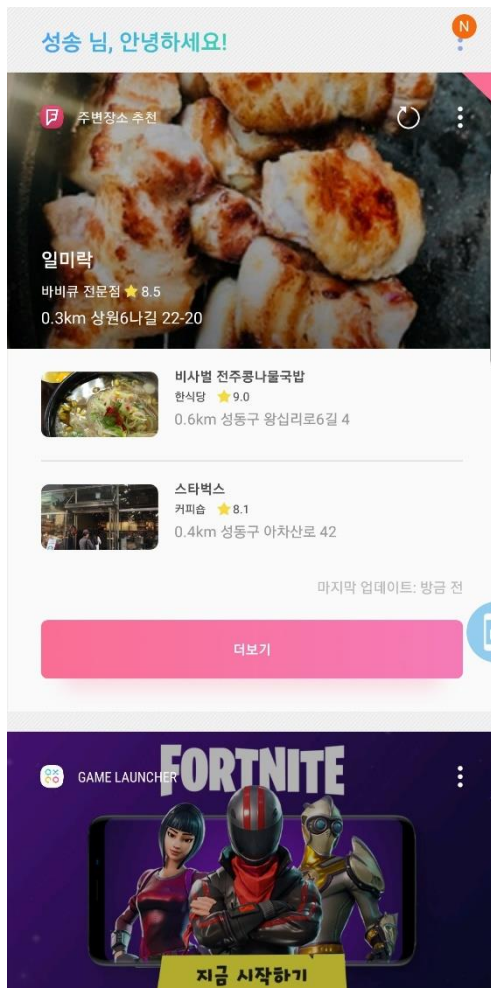 성송 님, 안녕하세요!
N
주변장소 추천
일미락
바비큐 전문점 ⭐ 8.5
0.3km 상원6나길 22-20
비사벌 전주콩나물국밥
한식당 ⭐ 9.0
0.6km 성동구 왕십리로6길 4
스타벅스
커피숍 ⭐ 8.1
0.4km 성동구 아차산로 42
마지막 업데이트: 방금 전
더보기
GAME LAUNCHER
FORTNITE
지금 시작하기